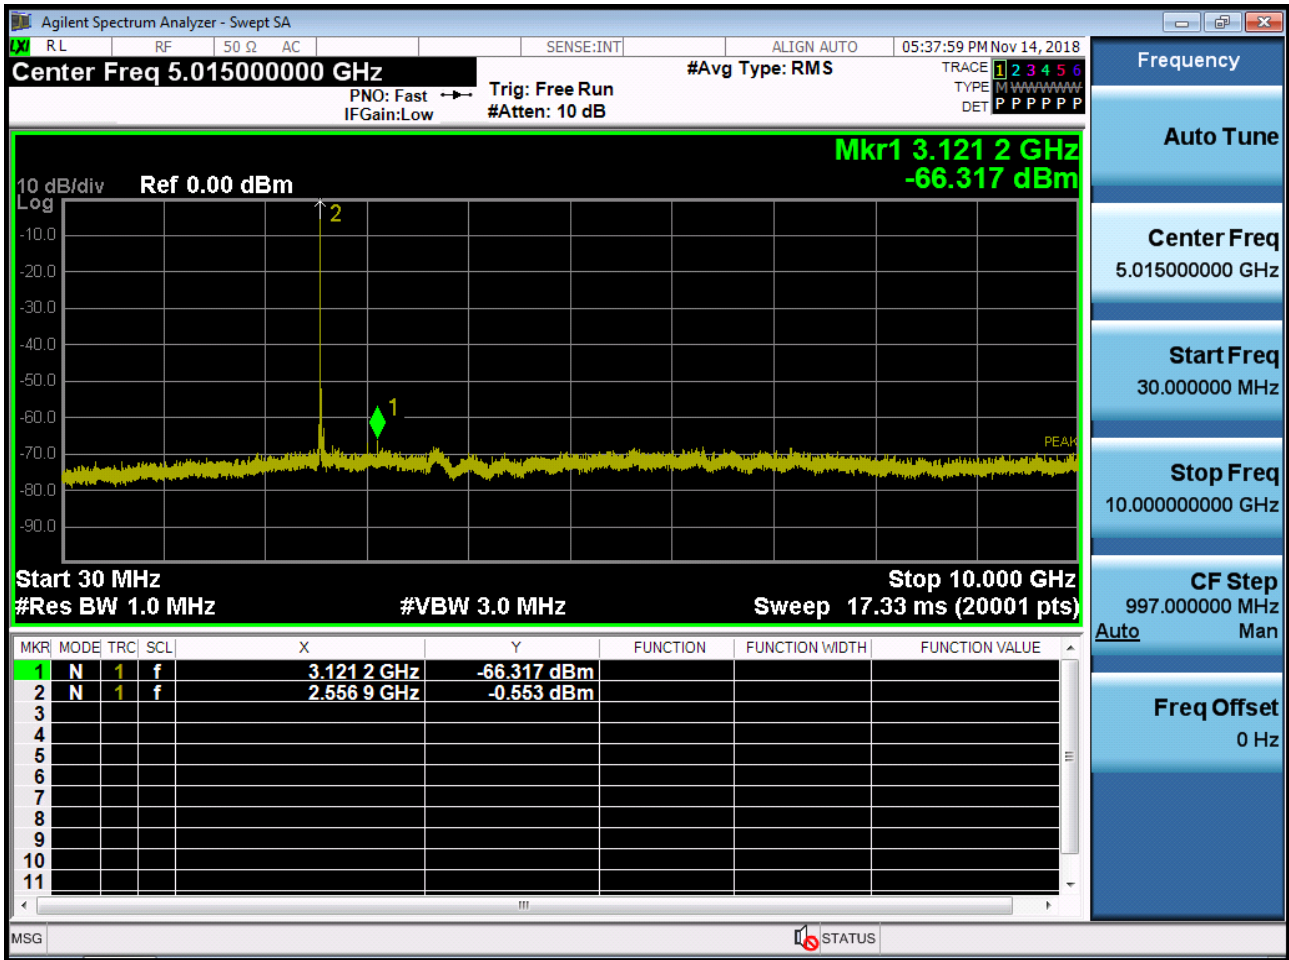 Agilent Spectrum Analyzer - Swept SA
LXI RL RF 50 Ω AC SENSE:INT ALIGN AUTO 05:37:59 PM Nov 14, 2018
Center Freq 5.015000000 GHz
PNO: Fast
IFGain:Low
Trig: Free Run
#Atten: 10 dB
#Avg Type: RMS
TRACE 1 2 3 4 5 6
TYPE M WWWWW
DET P P P P P P
Mkr1 3.121 2 GHz
-66.317 dBm
10 dB/div Ref 0.00 dBm
Log
2
-10.0
-20.0
-30.0
-40.0
-50.0
1
-60.0
PEAK
-70.0
-80.0
-90.0
Start 30 MHz Stop 10.000 GHz
#Res BW 1.0 MHz #VBW 3.0 MHz Sweep 17.33 ms (20001 pts)
MKR MODE TRC SCL X Y FUNCTION FUNCTION WIDTH FUNCTION VALUE
1 N 1 f 3.121 2 GHz -66.317 dBm
2 N 1 f 2.556 9 GHz -0.553 dBm
3
4
5
6
7
8
9
10
11
MSG STATUS
Frequency
Auto Tune
Center Freq
5.015000000 GHz
Start Freq
30.000000 MHz
Stop Freq
10.000000000 GHz
CF Step
997.000000 MHz
Auto Man
Freq Offset
0 Hz